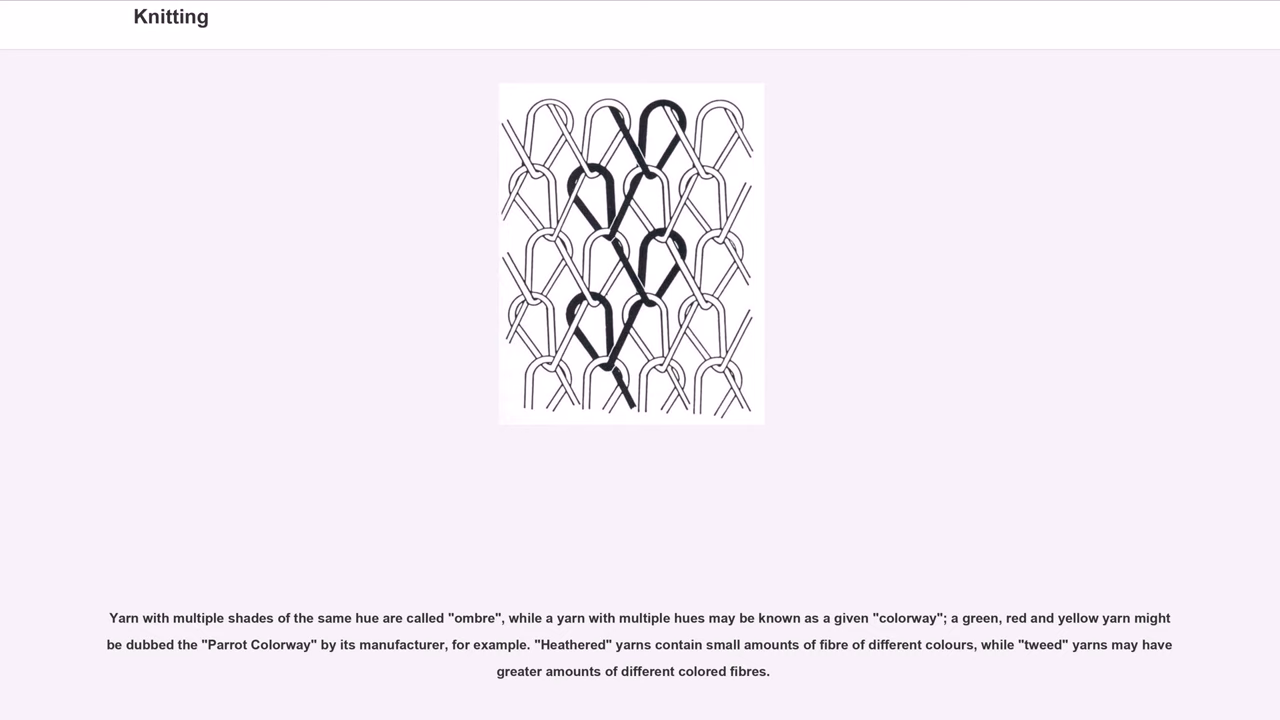 Knitting
Yarn with multiple shades of the same hue are called "ombre", while a yarn with multiple hues may be known as a given "colorway"; a green, red and yellow yarn might
be dubbed the "Parrot Colorway" by its manufacturer, for example. "Heathered" yarns contain small amounts of fibre of different colours, while "tweed" yarns may have
greater amounts of different colored fibres.